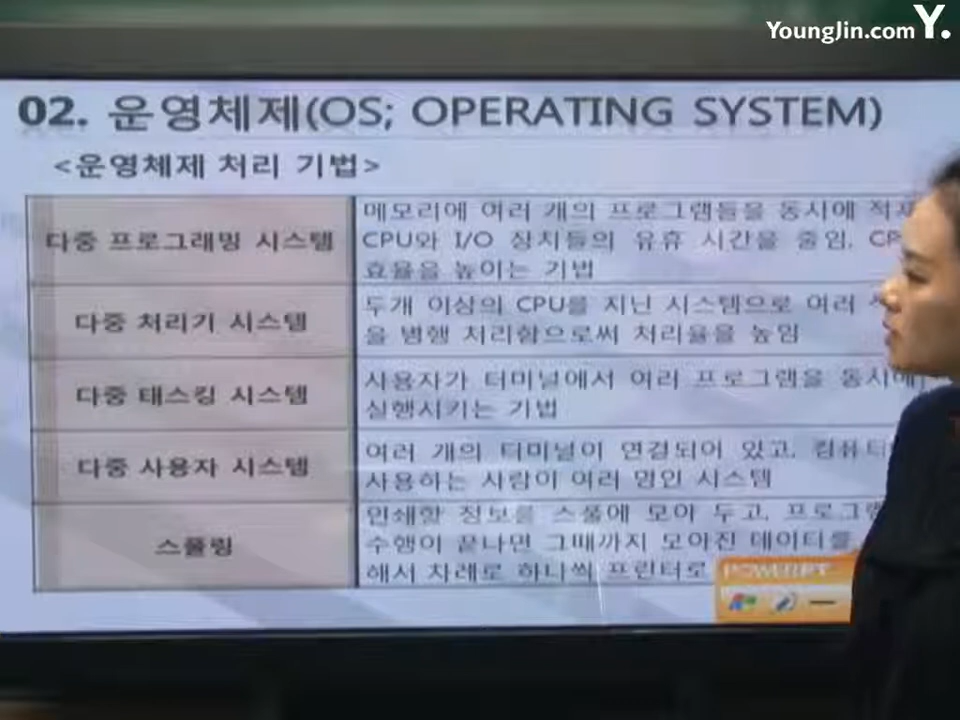 YoungJin.com Y.
02. 운영체제(OS; OPERATING SYSTEM)
<운영체제 처리 기법>
다중 프로그래밍 시스템
메모리에 여러 개의 프로그램들을 동시에 적재
CPU와 I/O 장치들의 유휴 시간을 줄임. CP
효율을 높이는 기법
다중 처리기 시스템
두개 이상의 CPU를 지닌 시스템으로 여러
을 병행 처리함으로써 처리율을 높임
다중 태스킹 시스템
사용자가 터미널에서 여러 프로그램을 동시에
실행시키는 기법
다중 사용자 시스템
여러 개의 터미널이 연결되어 있고, 컴퓨터
사용하는 사람이 여러 명인 시스템
스풀링
인쇄할 정보를 스풀에 모아 두고, 프로그램
수행이 끝나면 그때까지 모아진 데이터를
해서 차례로 하나씩 프린터로